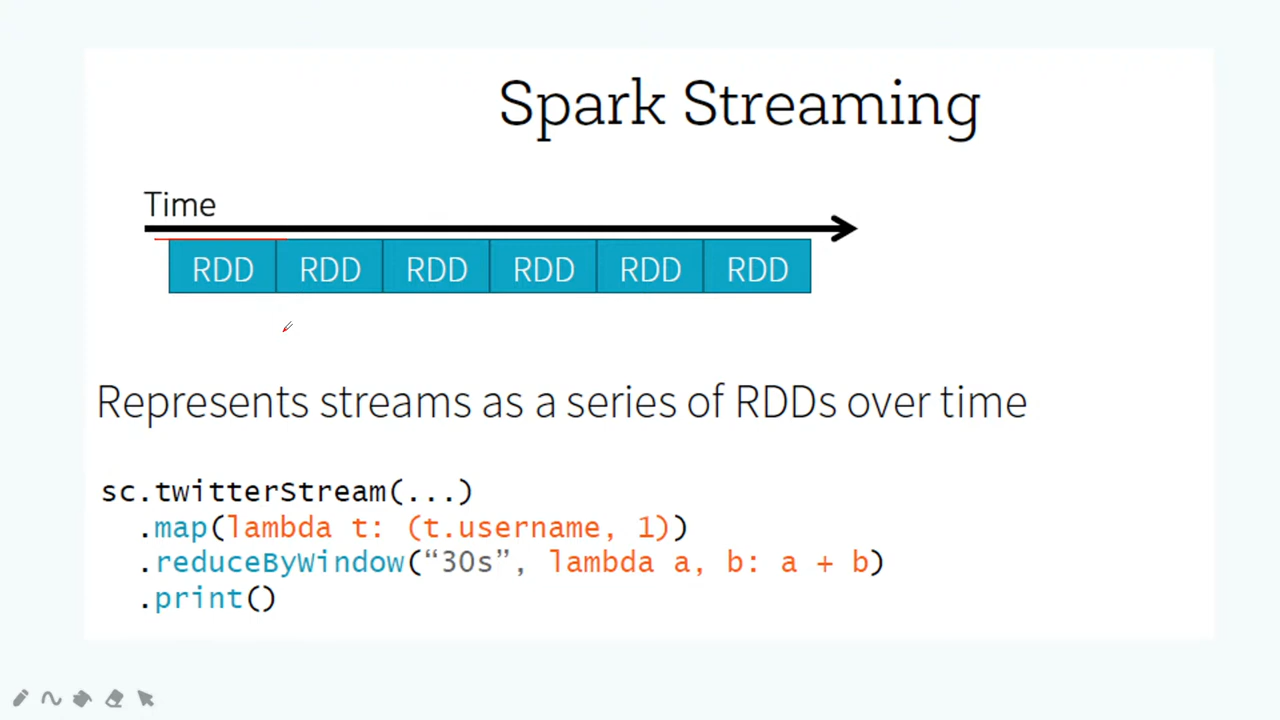 Spark Streaming
Time
RDD RDD RDD RDD RDD RDD
Represents streams as a series of RDDs over time
sc.twitterStream(...)
.map(lambda t: (t.username, 1))
.reduceByWindow(“30s”, lambda a, b: a + b)
.print()